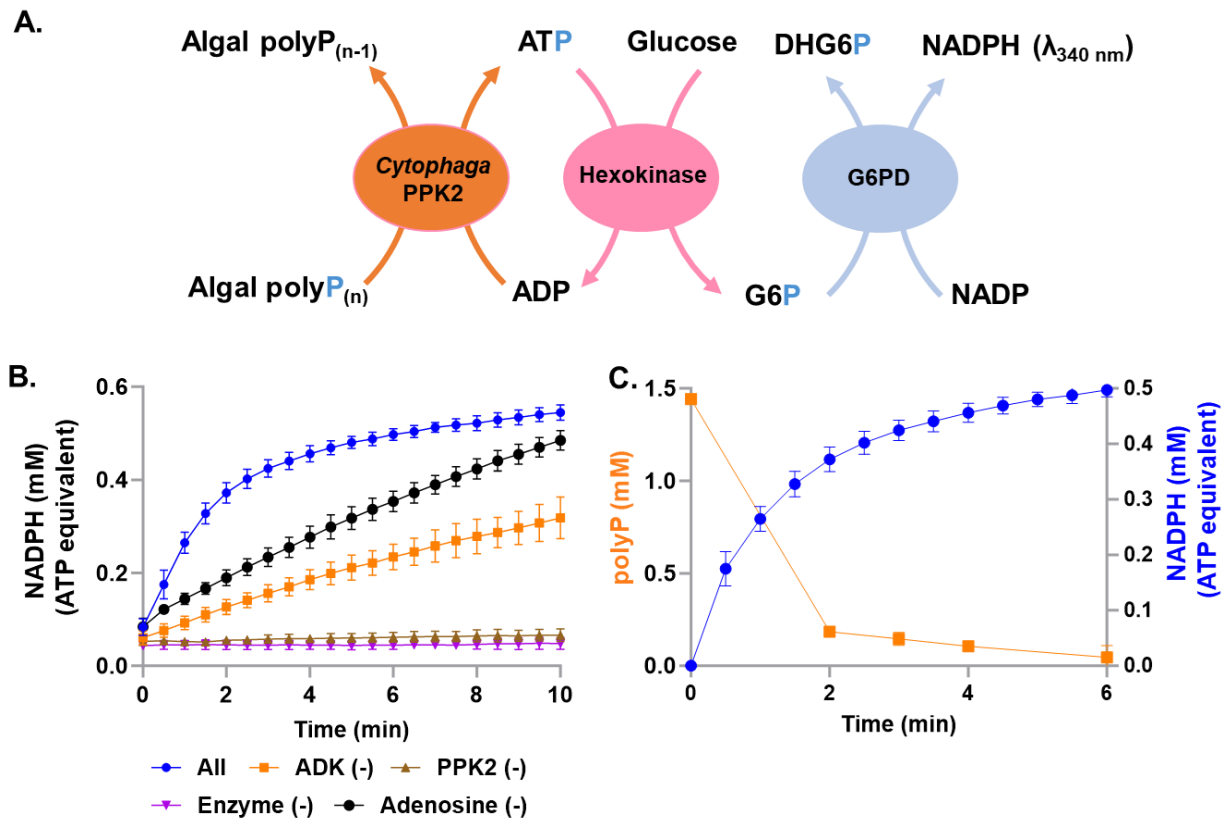 A.
Algal polyP(n-1)
ATP
Glucose
DHG6P
NADPH (λ340 nm)
Cytophaga
PPK2
Hexokinase
G6PD
Algal polyP(n)
ADP
G6P
NADP
B.
NADPH (mM)
(ATP equivalent)
0.6
0.4
0.2
0.0
0
2
4
6
8
10
Time (min)
All
ADK (-)
PPK2 (-)
Enzyme (-)
Adenosine (-)
C.
polyP (mM)
1.5
1.0
0.5
0.0
0
2
4
6
Time (min)
0.5
0.4
0.3
0.2
0.1
0.0
NADPH (mM)
(ATP equivalent)